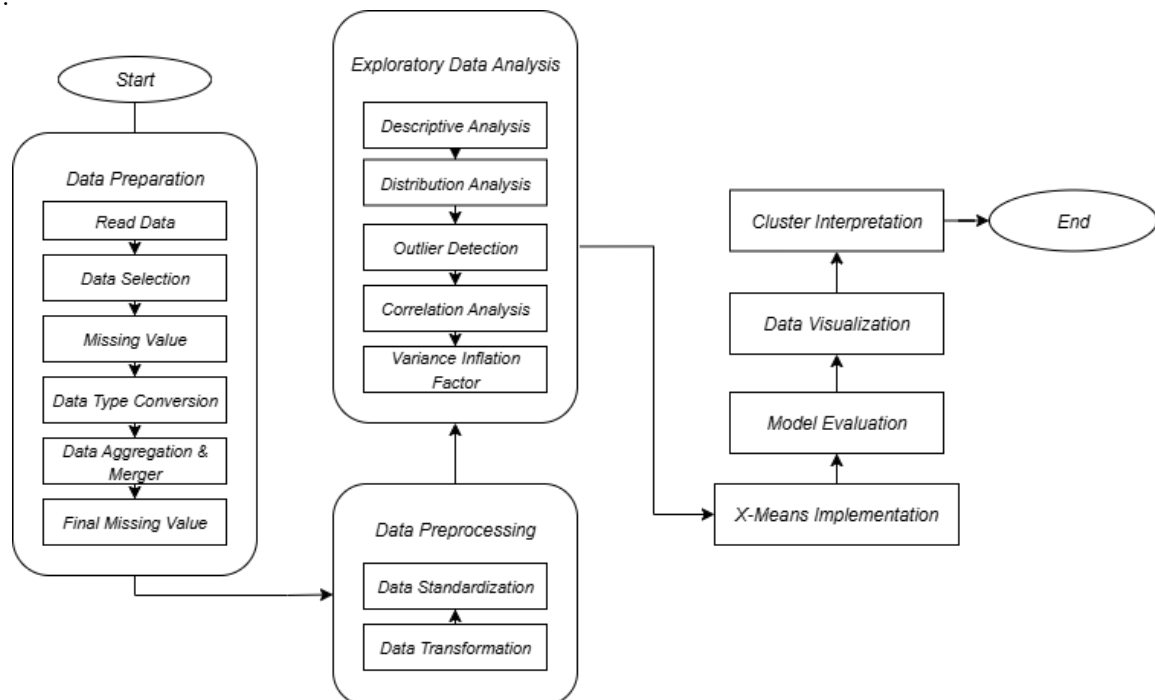 Start
Data Preparation
Read Data
Data Selection
Missing Value
Data Type Conversion
Data Aggregation &
Merger
Final Missing Value
Data Preprocessing
Data Standardization
Data Transformation
Exploratory Data Analysis
Descriptive Analysis
Distribution Analysis
Outlier Detection
Correlation Analysis
Variance Inflation
Factor
X-Means Implementation
Model Evaluation
Data Visualization
Cluster Interpretation
End